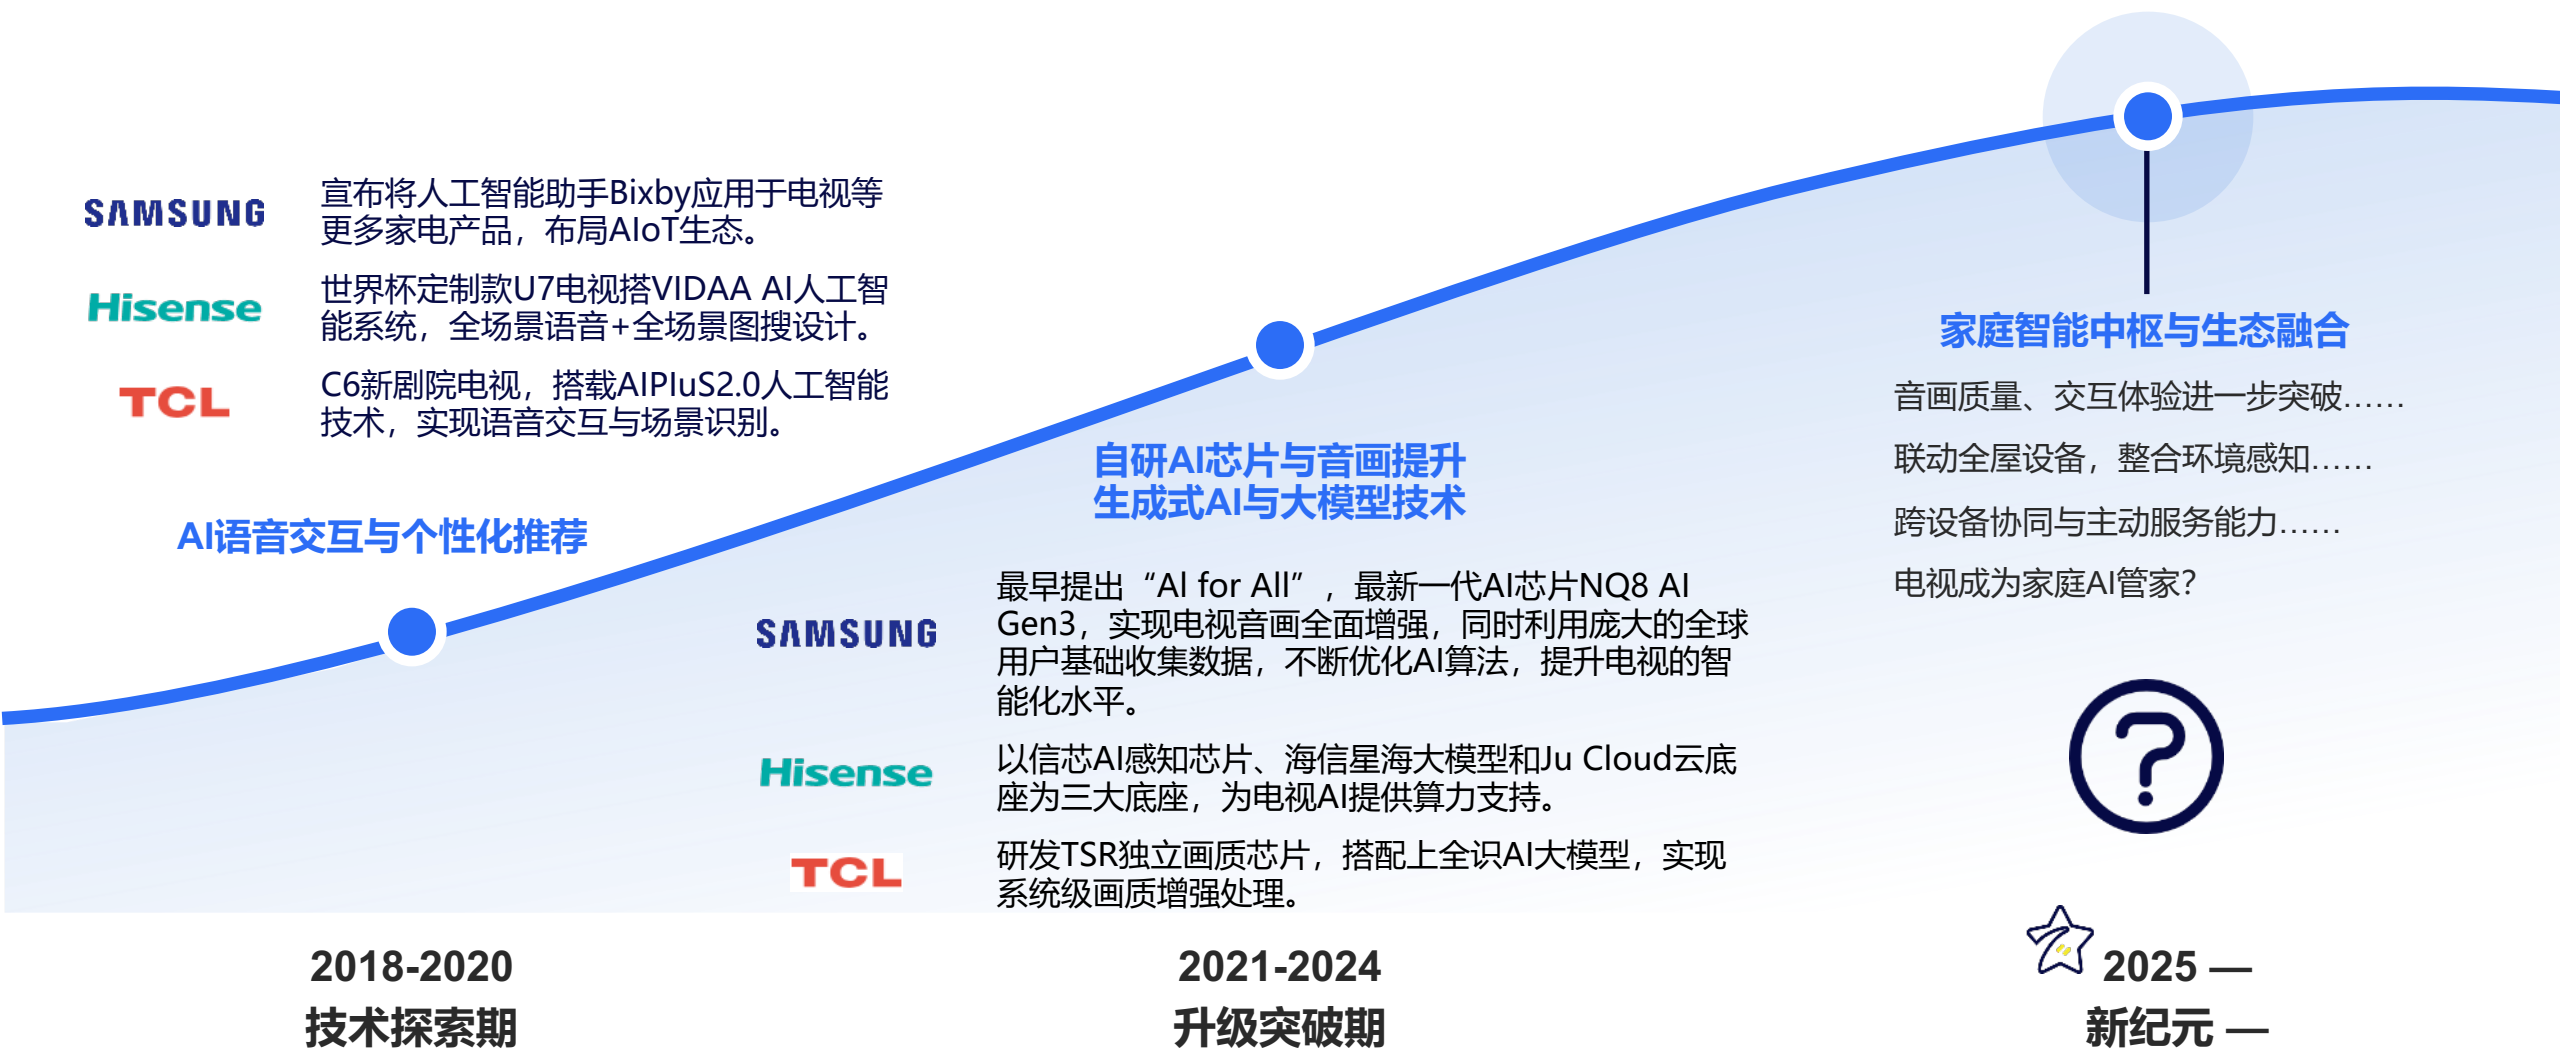 SAMSUNG
宣布将人工智能助手Bixby应用于电视等
更多家电产品，布局AIoT生态。
Hisense
世界杯定制款U7电视搭VIDAA AI人工智
能系统，全场景语音+全场景图搜设计。
TCL
C6新剧院电视，搭载AIPIuS2.0人工智能
技术，实现语音交互与场景识别。
AI语音交互与个性化推荐
自研AI芯片与音画提升
生成式AI与大模型技术
SAMSUNG
最早提出“Al for All”，最新一代AI芯片NQ8 AI
Gen3，实现电视音画全面增强，同时利用庞大的全球
用户基础收集数据，不断优化AI算法，提升电视的智
能化水平。
Hisense
以信芯AI感知芯片、海信星海大模型和Ju Cloud云底
座为三大底座，为电视AI提供算力支持。
TCL
研发TSR独立画质芯片，搭配上全识AI大模型，实现
系统级画质增强处理。
家庭智能中枢与生态融合
音画质量、交互体验进一步突破……
联动全屋设备，整合环境感知……
跨设备协同与主动服务能力……
电视成为家庭AI管家？
?
2018-2020
技术探索期
2021-2024
升级突破期
2025 —
新纪元 —